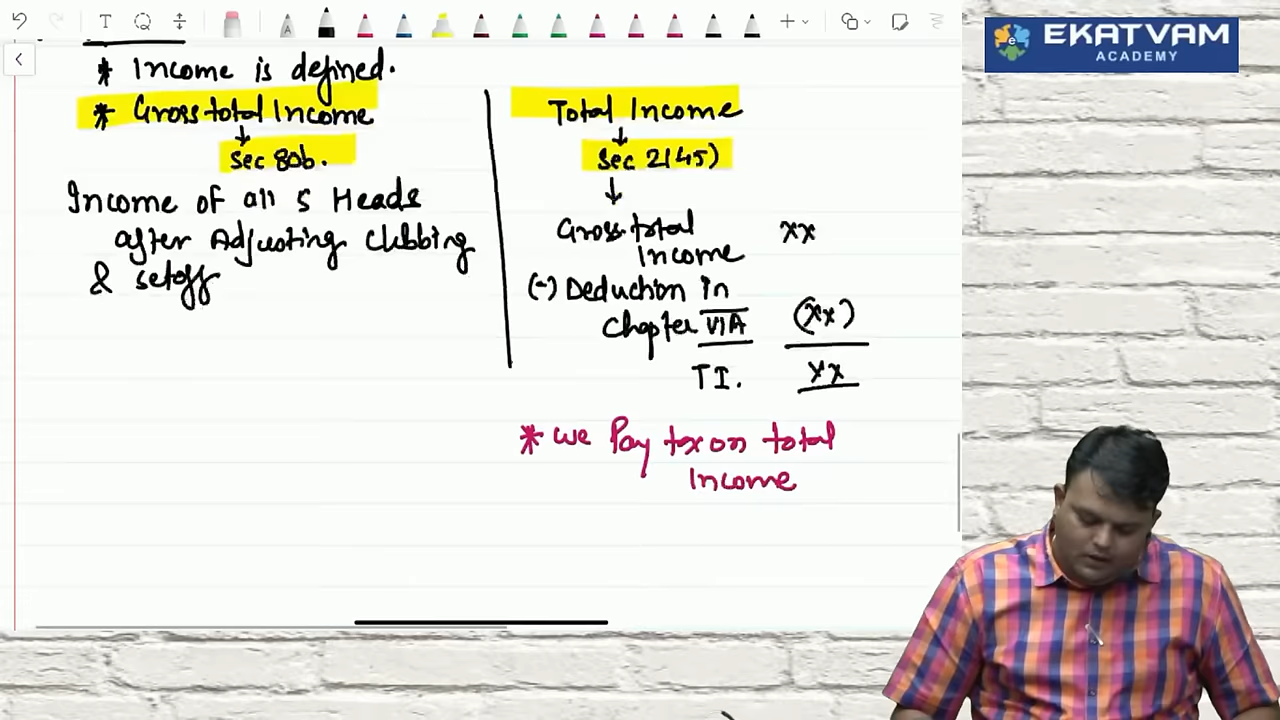 EKATVAM
ACADEMY
* Income is defined.
* Gross total Income
↓
Sec 80b.
Income of all 5 Heads
after Adjusting Clibbing
& setoff
Total Income
↓
Sec 2(45)
↓
Gross total Income xx
(-) Deduction in
Chapter VIA (xx)
TI. xx
* we Pay tax on total
Income